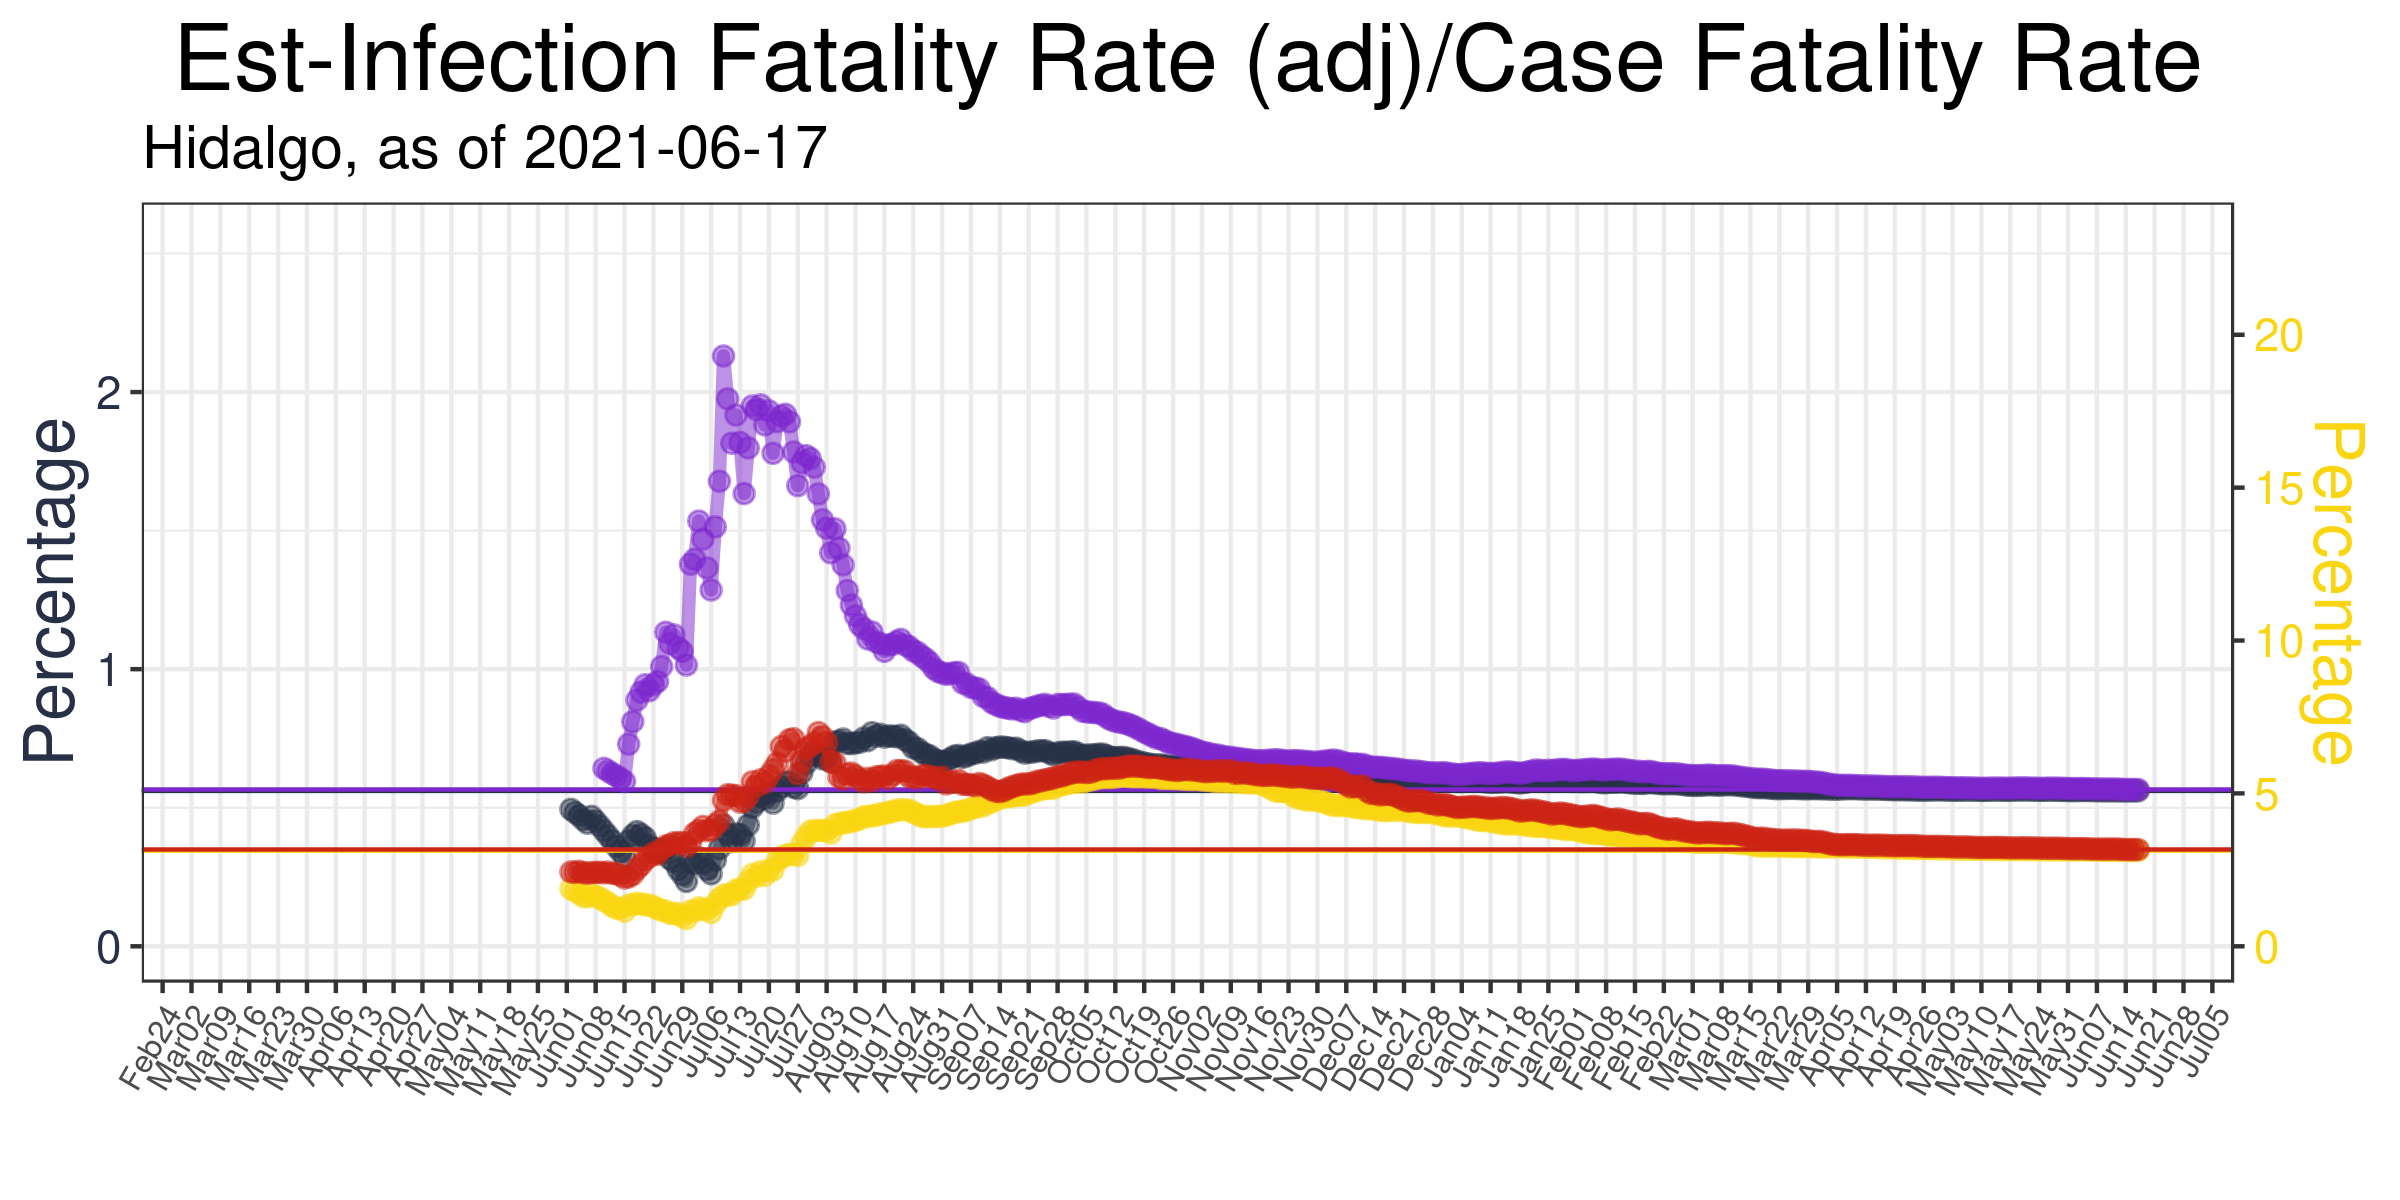 Est-Infection Fatality Rate (adj)/Case Fatality Rate
Hidalgo, as of 2021-06-17
Percentage
2
1
0
20
15
10
5
0
Percentage
Feb24
Mar02
Mar09
Mar16
Mar23
Mar30
Apr06
Apr13
Apr20
Apr27
May04
May11
May18
May25
Jun01
Jun08
Jun15
Jun22
Jun29
Jul06
Jul13
Jul20
Jul27
Aug03
Aug10
Aug17
Aug24
Aug31
Sep07
Sep14
Sep21
Sep28
Oct05
Oct12
Oct19
Oct26
Nov02
Nov09
Nov16
Nov23
Nov30
Dec07
Dec14
Dec21
Dec28
Jan04
Jan11
Jan18
Jan25
Feb01
Feb08
Feb15
Feb22
Mar01
Mar08
Mar15
Mar22
Mar29
Apr05
Apr12
Apr19
Apr26
May03
May10
May17
May24
May31
Jun07
Jun14
Jun21
Jun28
Jul05